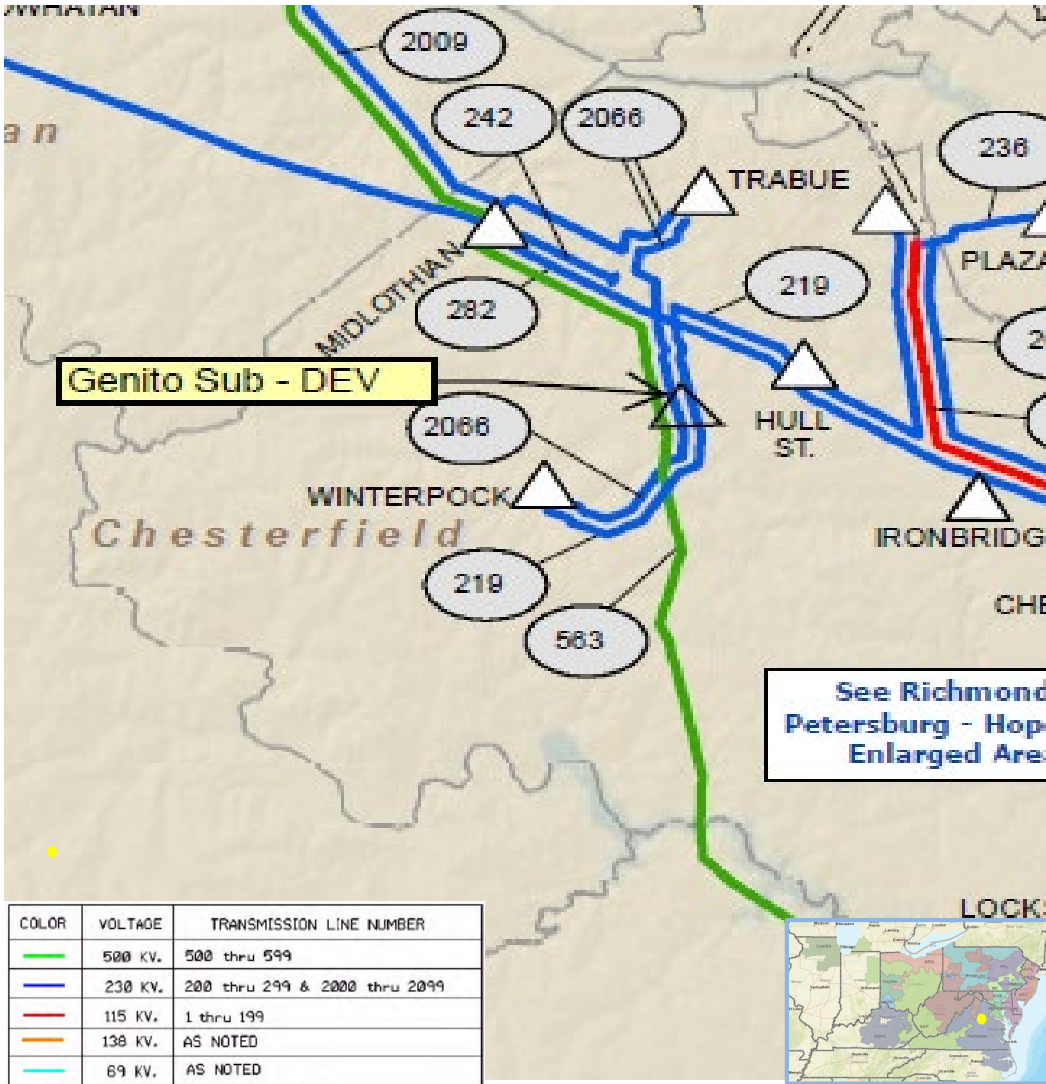 2009
242
2066
236
an
TRABUE
PLAZA
219
282
MIDLOTHIAN
Genito Sub - DEV
2066
HULL
ST.
WINTERPOCK
Chesterfield
IRONBRIDG
219
CHE
563
See Richmond
Petersburg - Hop
Enlarged Are
LOCK
COLOR VOLTAGE TRANSMISSION LINE NUMBER
500 KV. 500 thru 599
230 KV. 200 thru 299 & 2000 thru 2099
115 KV. 1 thru 199
138 KV. AS NOTED
69 KV. AS NOTED